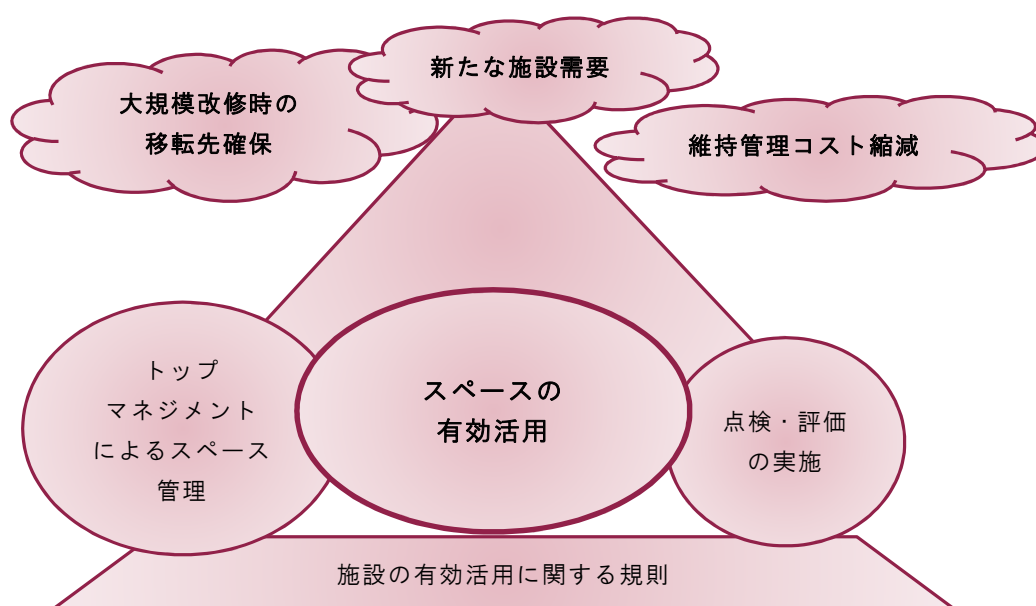 新たな施設需要
大規模改修時の
移転先確保
維持管理コスト縮減
トップ
マネジメント
によるスペース
管理
スペースの
有効活用
点検・評価
の実施
施設の有効活用に関する規則